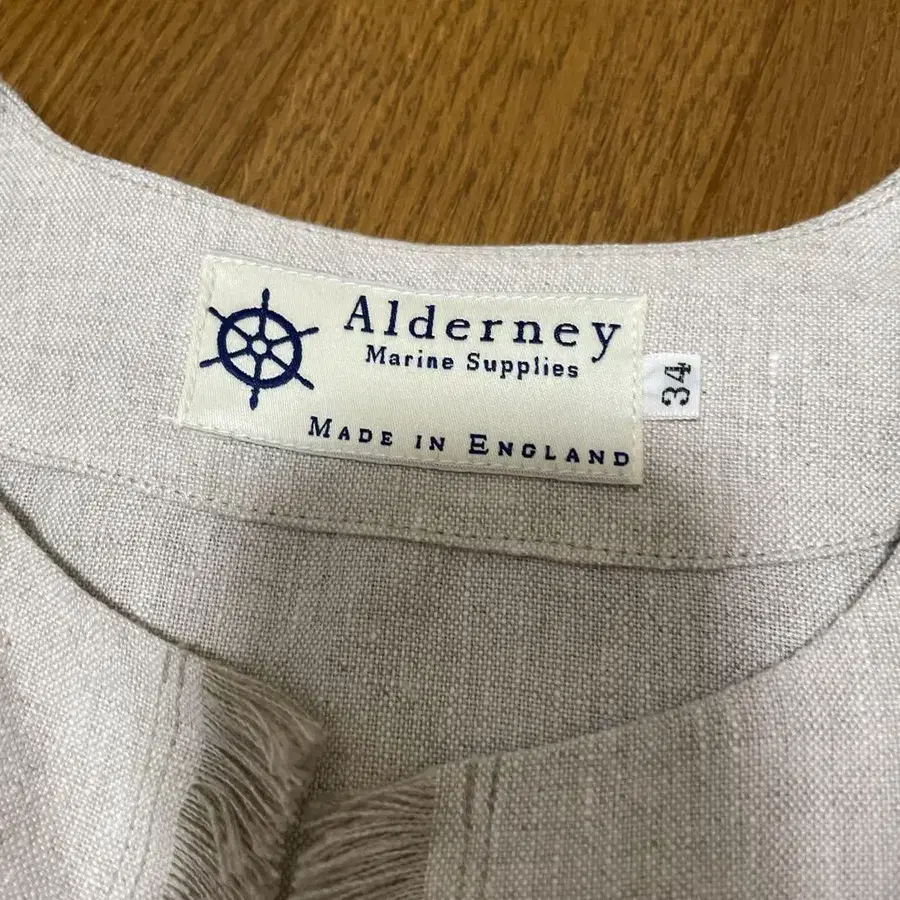 Alderney
Marine Supplies
34
MADE IN ENGLAND